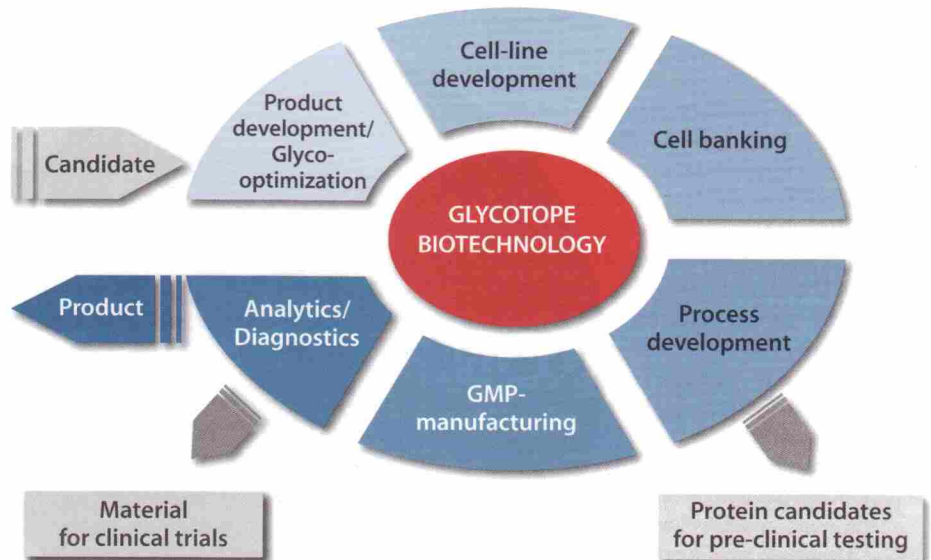 Candidate
Product
development/
Glyco-
optimization
Cell-line
development
Cell banking
GLYCOTOPE
BIOTECHNOLOGY
Process
development
GMP-
manufacturing
Analytics/
Diagnostics
Product
Material
for clinical trials
Protein candidates
for pre-clinical testing